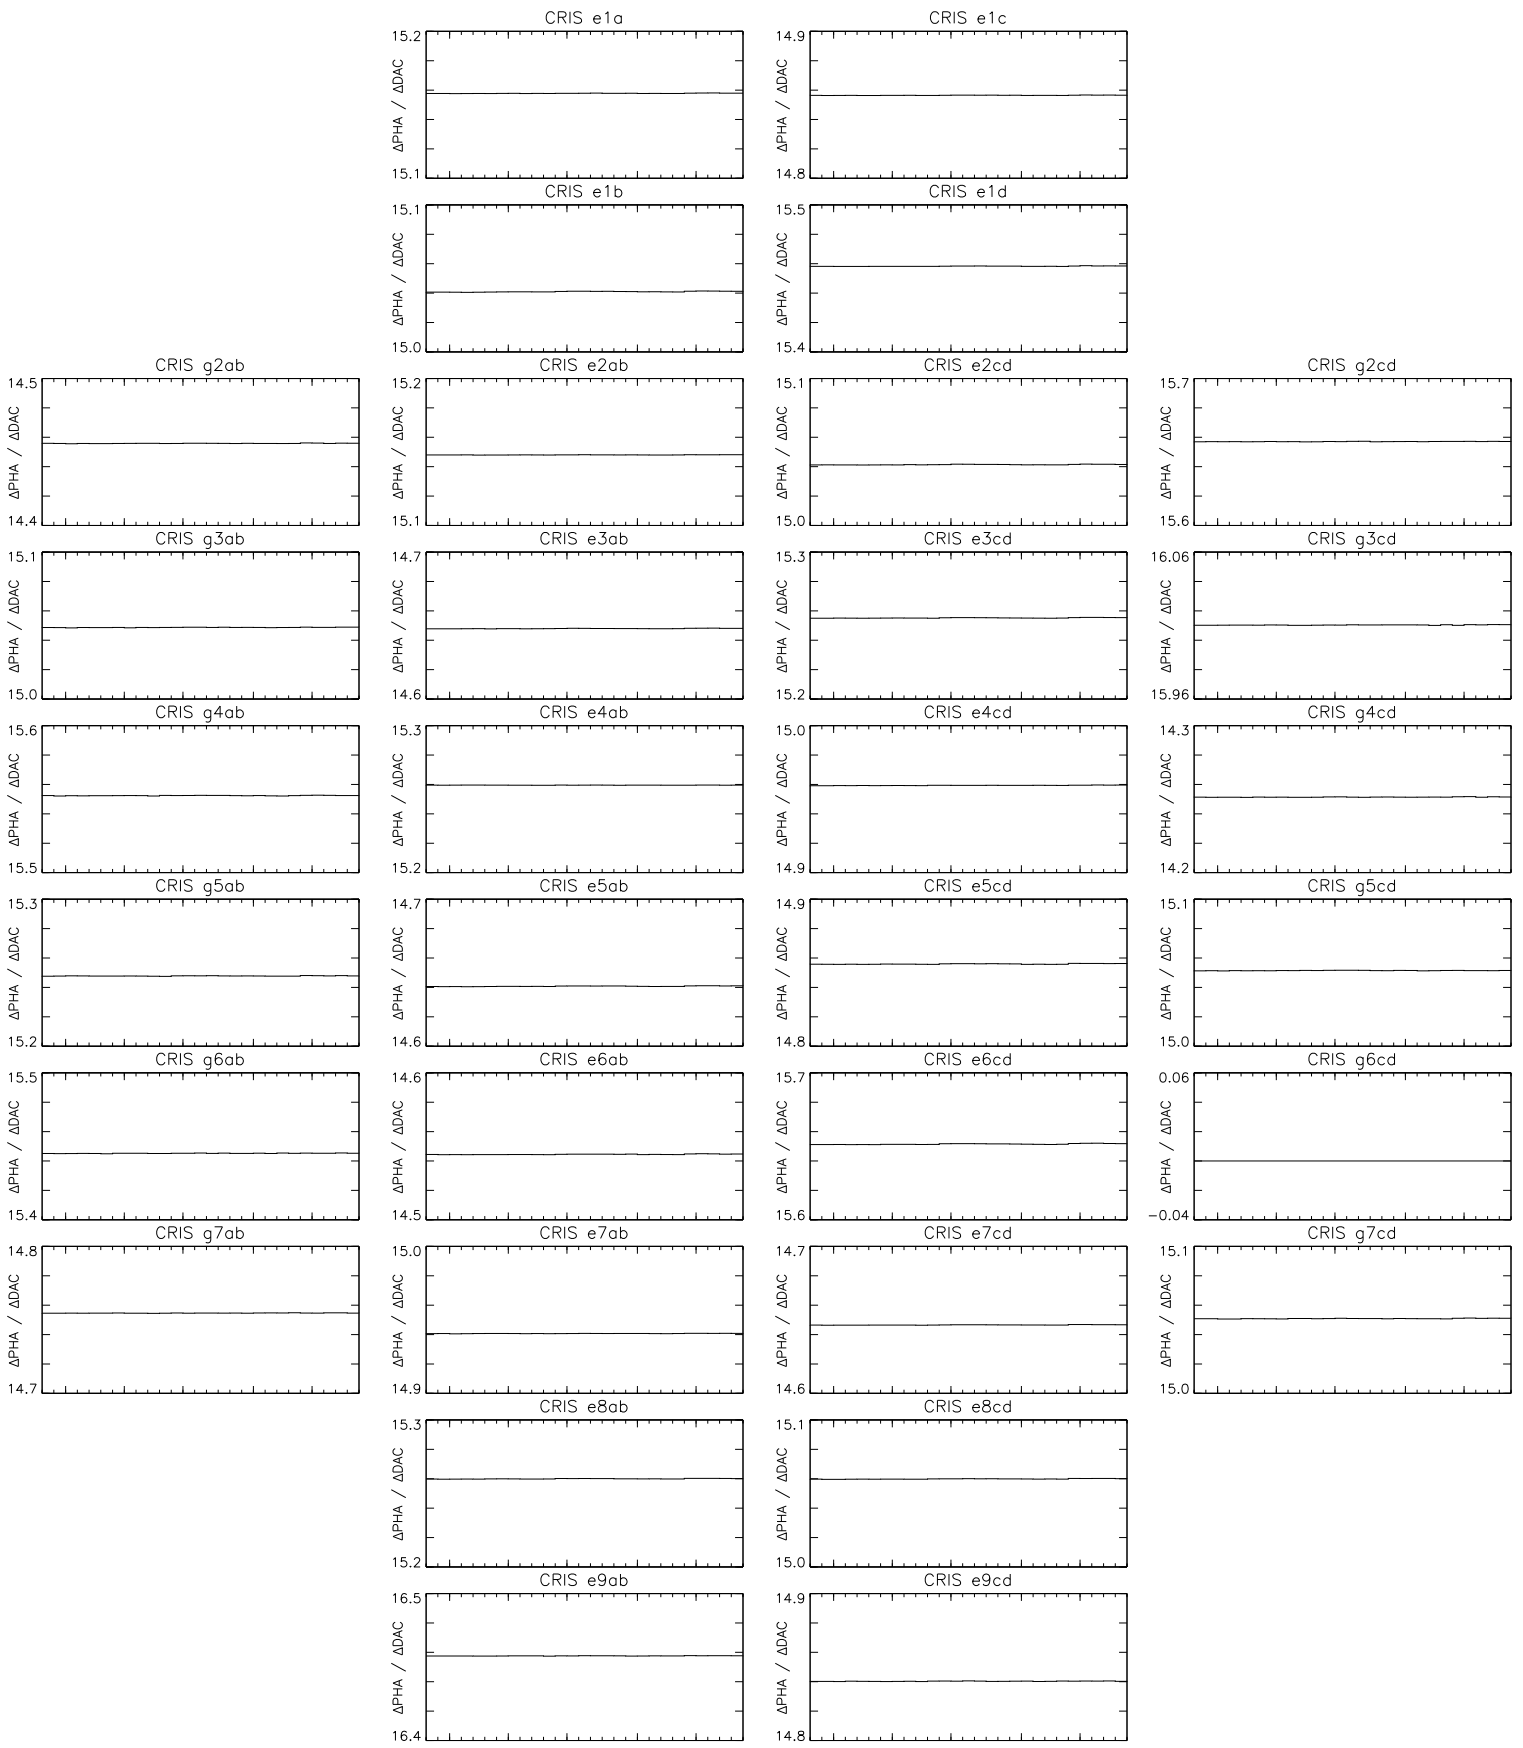 CRIS e1a
15.2
ΔPHA / ΔDAC
15.1
CRIS e1c
14.9
ΔPHA / ΔDAC
14.8
CRIS e1b
15.1
ΔPHA / ΔDAC
15.0
CRIS e1d
15.5
ΔPHA / ΔDAC
15.4
CRIS g2ab
14.5
ΔPHA / ΔDAC
14.4
CRIS e2ab
15.2
ΔPHA / ΔDAC
15.1
CRIS e2cd
15.1
ΔPHA / ΔDAC
15.0
CRIS g2cd
15.7
ΔPHA / ΔDAC
15.6
CRIS g3ab
15.1
ΔPHA / ΔDAC
15.0
CRIS e3ab
14.7
ΔPHA / ΔDAC
14.6
CRIS e3cd
15.3
ΔPHA / ΔDAC
15.2
CRIS g3cd
16.06
ΔPHA / ΔDAC
15.96
CRIS g4ab
15.6
ΔPHA / ΔDAC
15.5
CRIS e4ab
15.3
ΔPHA / ΔDAC
15.2
CRIS e4cd
15.0
ΔPHA / ΔDAC
14.9
CRIS g4cd
14.3
ΔPHA / ΔDAC
14.2
CRIS g5ab
15.3
ΔPHA / ΔDAC
15.2
CRIS e5ab
14.7
ΔPHA / ΔDAC
14.6
CRIS e5cd
14.9
ΔPHA / ΔDAC
14.8
CRIS g5cd
15.1
ΔPHA / ΔDAC
15.0
CRIS g6ab
15.5
ΔPHA / ΔDAC
15.4
CRIS e6ab
14.6
ΔPHA / ΔDAC
14.5
CRIS e6cd
15.7
ΔPHA / ΔDAC
15.6
CRIS g6cd
0.06
ΔPHA / ΔDAC
−0.04
CRIS g7ab
14.8
ΔPHA / ΔDAC
14.7
CRIS e7ab
15.0
ΔPHA / ΔDAC
14.9
CRIS e7cd
14.7
ΔPHA / ΔDAC
14.6
CRIS g7cd
15.1
ΔPHA / ΔDAC
15.0
CRIS e8ab
15.3
ΔPHA / ΔDAC
15.2
CRIS e8cd
15.1
ΔPHA / ΔDAC
15.0
CRIS e9ab
16.5
ΔPHA / ΔDAC
16.4
CRIS e9cd
14.9
ΔPHA / ΔDAC
14.8